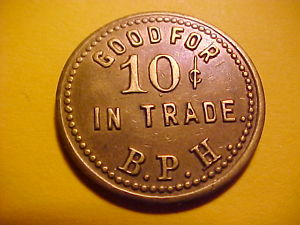 GOOD FOR
10¢
IN TRADE.
B.P.H.